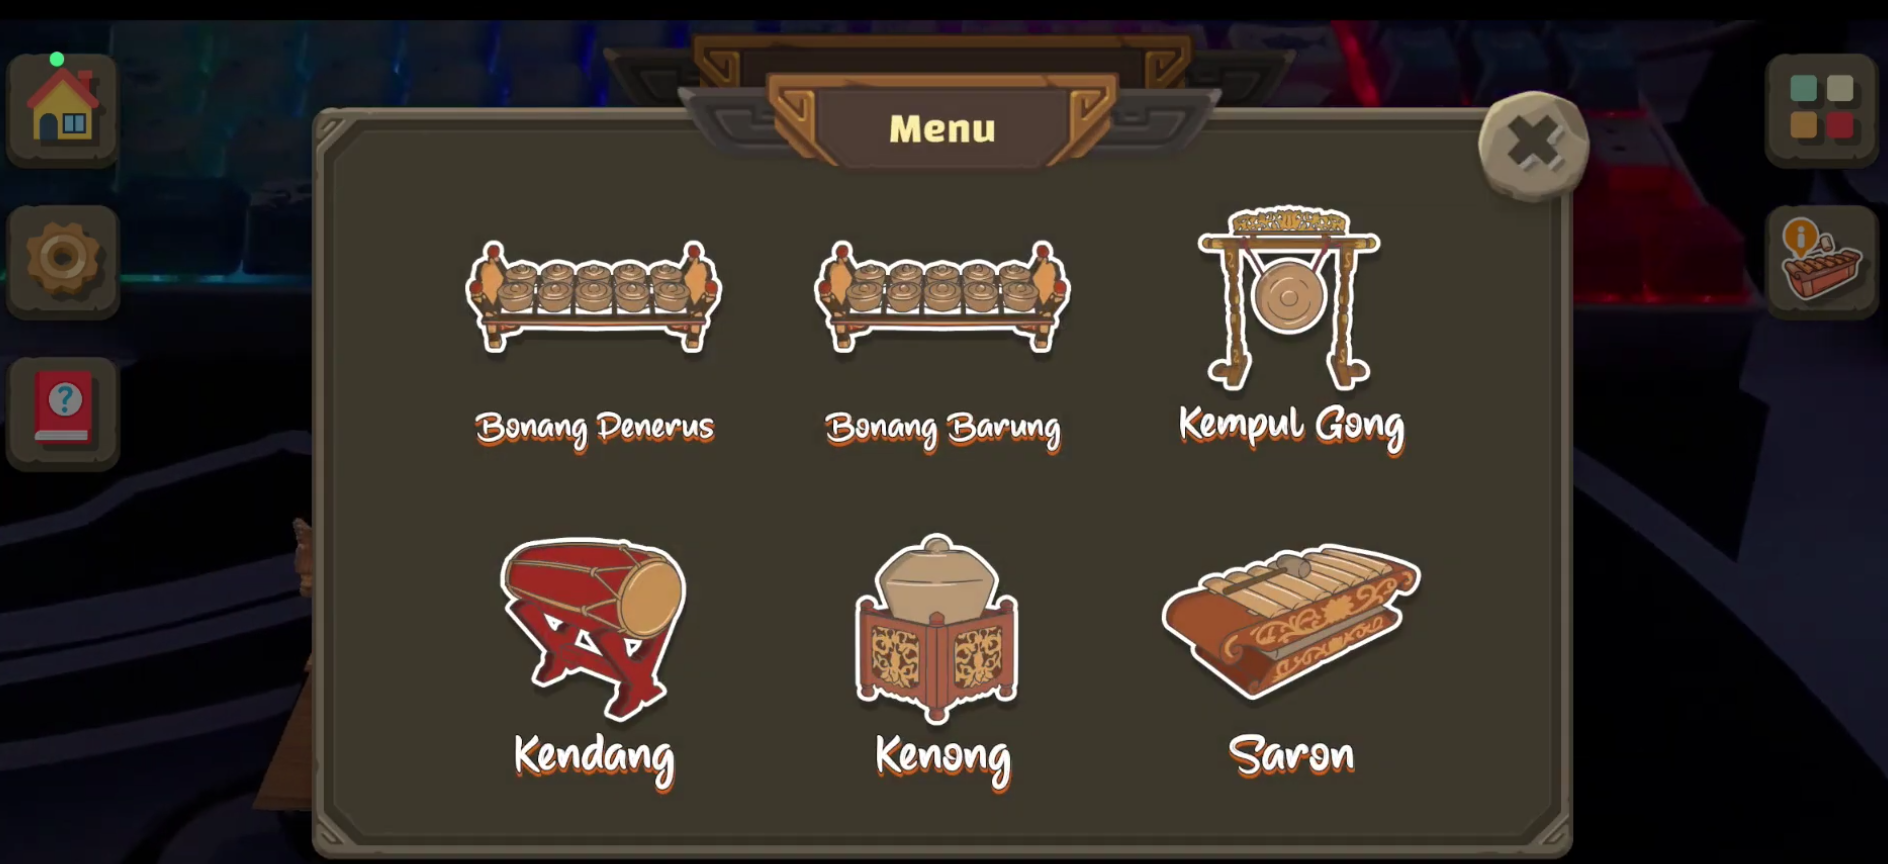 Menu
Bonang Penerus
Bonang Barung
Kempul Gong
Kendang
Kenong
Saron